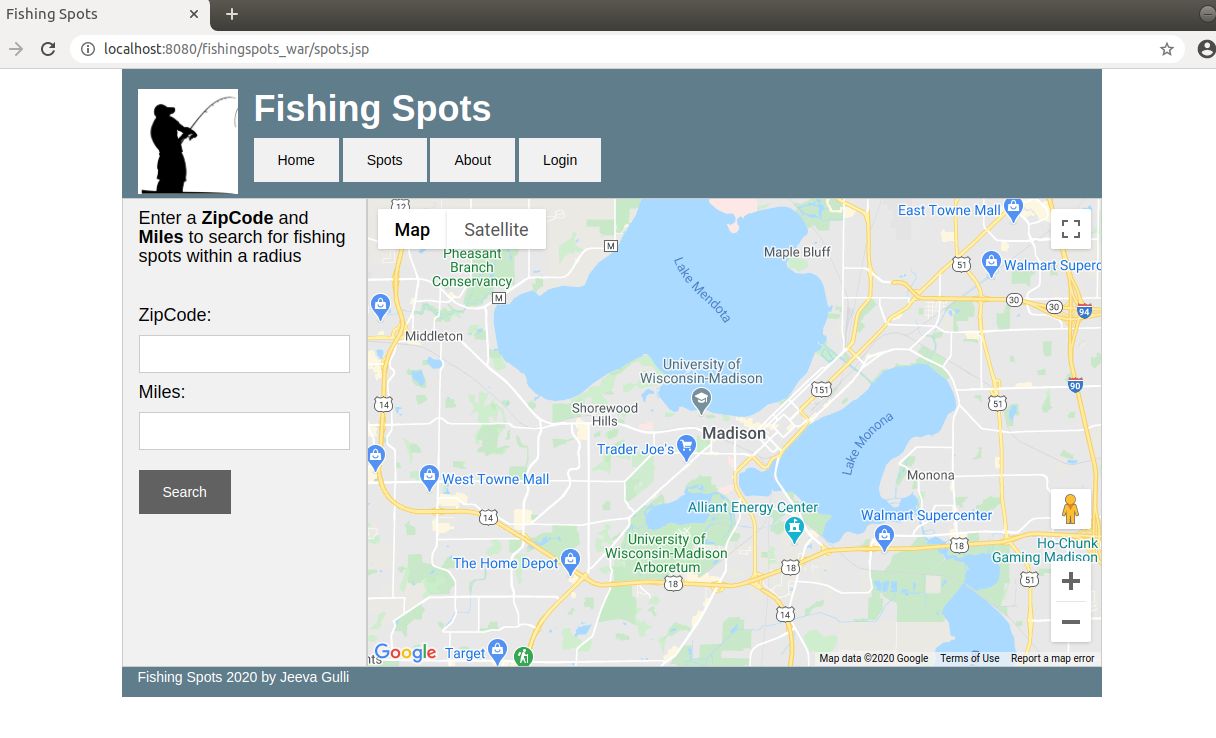 Fishing Spots
localhost:8080/fishingspots_war/spots.jsp
Fishing Spots
Home
Spots
About
Login
Enter a ZipCode and
Miles to search for fishing
spots within a radius
ZipCode:
Miles:
Search
Map
Satellite
12
M
East Towne Mall
Maple Bluff
Pheasant
Branch
Conservancy
51
Walmart Superc
Lake Mendota
M
30
30
94
Middleton
University of
Wisconsin-Madison
90
151
14
51
Shorewood
Hills
Madison
Trader Joe's
Lake Monona
Monona
West Towne Mall
Alliant Energy Center
Walmart Supercenter
14
University of
Wisconsin-Madison
Arboretum
18
Ho-Chunk
Gaming Madison
The Home Depot
18
18
51
14
Google
Target
nts
Map data ©2020 Google
Terms of Use
Report a map error
Fishing Spots 2020 by Jeeva Gulli